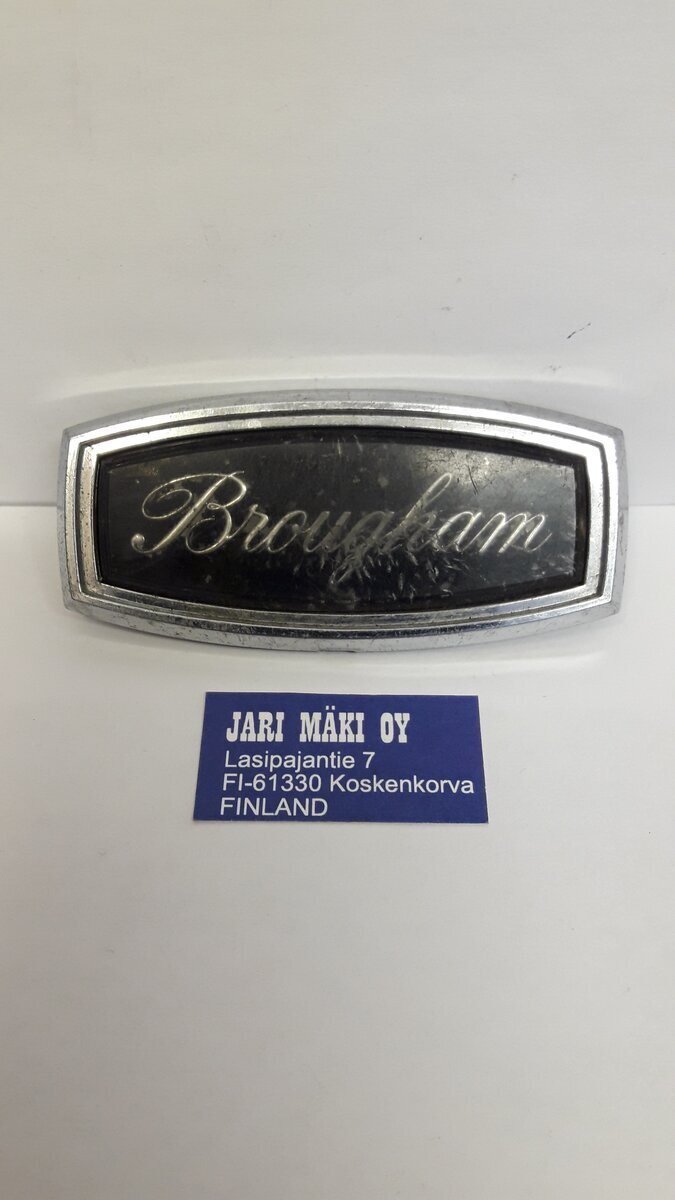 Brougham
JARI MÄKI OY
Lasipajantie 7
FI-61330 Koskenkorva
FINLAND